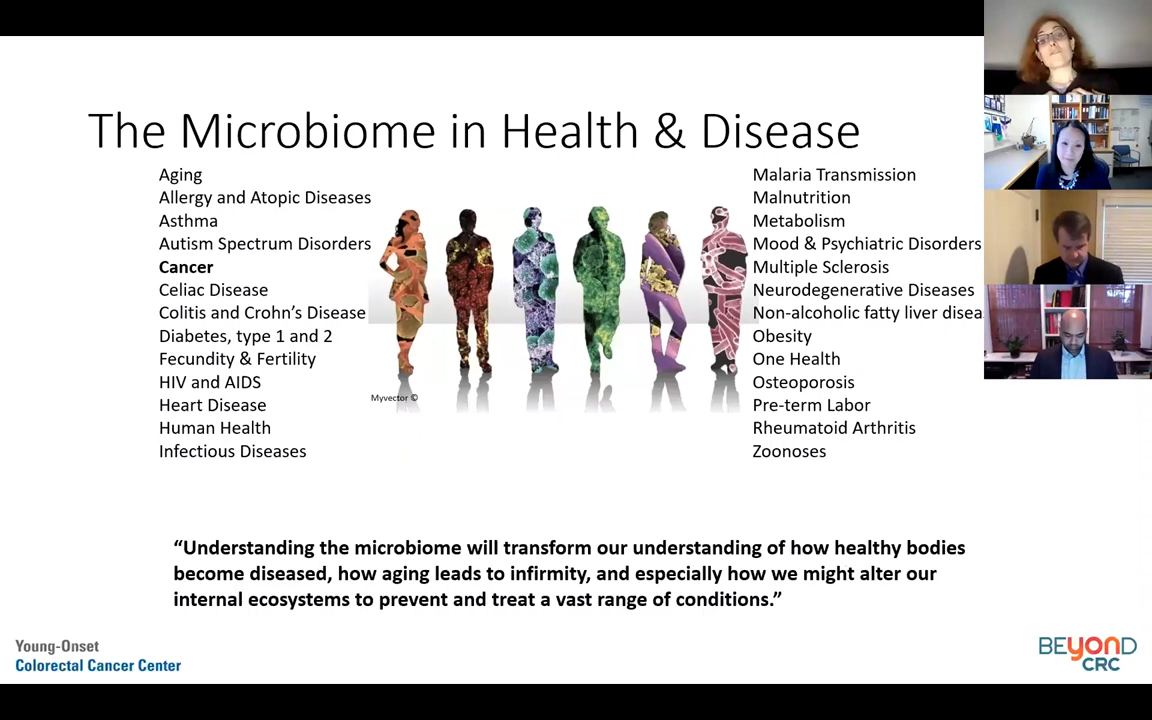 The Microbiome in Health & Disease
Aging
Allergy and Atopic Diseases
Asthma
Autism Spectrum Disorders
Cancer
Celiac Disease
Colitis and Crohn’s Disease
Diabetes, type 1 and 2
Fecundity & Fertility
HIV and AIDS
Heart Disease
Human Health
Infectious Diseases
Myvector ©
Malaria Transmission
Malnutrition
Metabolism
Mood & Psychiatric Disorders
Multiple Sclerosis
Neurodegenerative Diseases
Non-alcoholic fatty liver
Obesity
One Health
Osteoporosis
Pre-term Labor
Rheumatoid Arthritis
Zoonoses
“Understanding the microbiome will transform our understanding of how healthy bodies
become diseased, how aging leads to infirmity, and especially how we might alter our
internal ecosystems to prevent and treat a vast range of conditions.”
Young-Onset
Colorectal Cancer Center
BEYOND
CRC